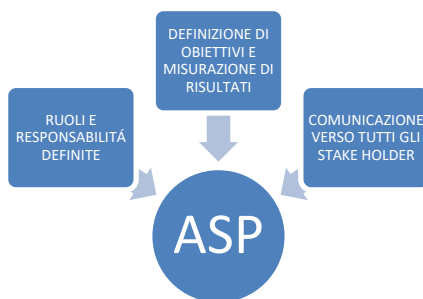 DEFINIZIONE DI
OBIETTIVI E
MISURAZIONE DI
RISULTATI
RUOLI E
RESPONSABILITÁ
DEFINITE
COMUNICAZIONE
VERSO TUTTI GLI
STAKE HOLDER
ASP